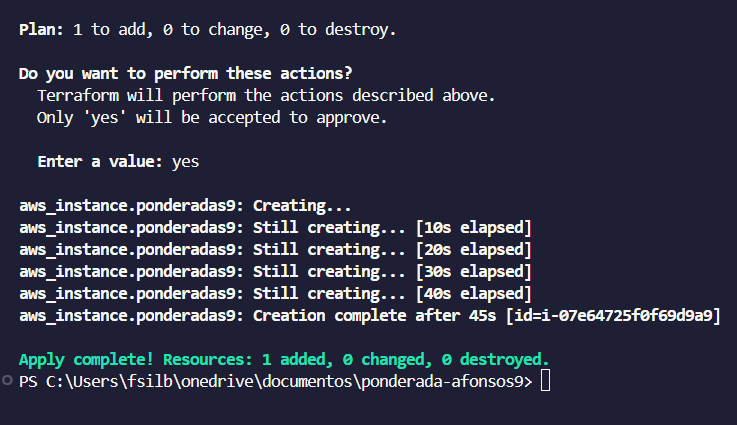 Plan: 1 to add, 0 to change, 0 to destroy.
Do you want to perform these actions?
Terraform will perform the actions described above.
Only 'yes' will be accepted to approve.
Enter a value: yes
aws_instance.ponderadas9: Creating...
aws_instance.ponderadas9: Still creating... [10s elapsed]
aws_instance.ponderadas9: Still creating... [20s elapsed]
aws_instance.ponderadas9: Still creating... [30s elapsed]
aws_instance.ponderadas9: Still creating... [40s elapsed]
aws_instance.ponderadas9: Creation complete after 45s [id=i-07e64725f0f69d9a9]
Apply complete! Resources: 1 added, 0 changed, 0 destroyed.
PS C:\Users\fsilb\onedrive\documentos\ponderada-afonsos9>